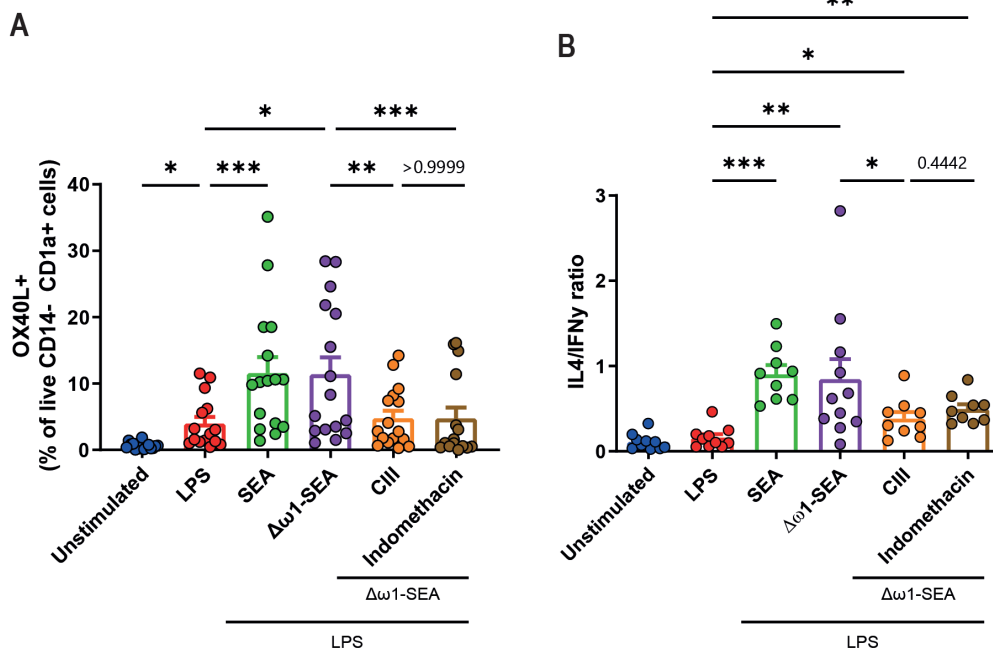 A
B
**
*
**
* ***
*** ** * >0.9999
*** * 0.4442
OX40L+
(% of live CD14- CD1a+ cells)
40
30
20
10
0
Unstimulated
LPS
SEA
Δω1-SEA
CIII
Indomethacin
Δω1-SEA
LPS
IL4/IFNy ratio
3
2
1
0
Unstimulated
LPS
SEA
Δω1-SEA
CIII
Indomethacin
Δω1-SEA
LPS